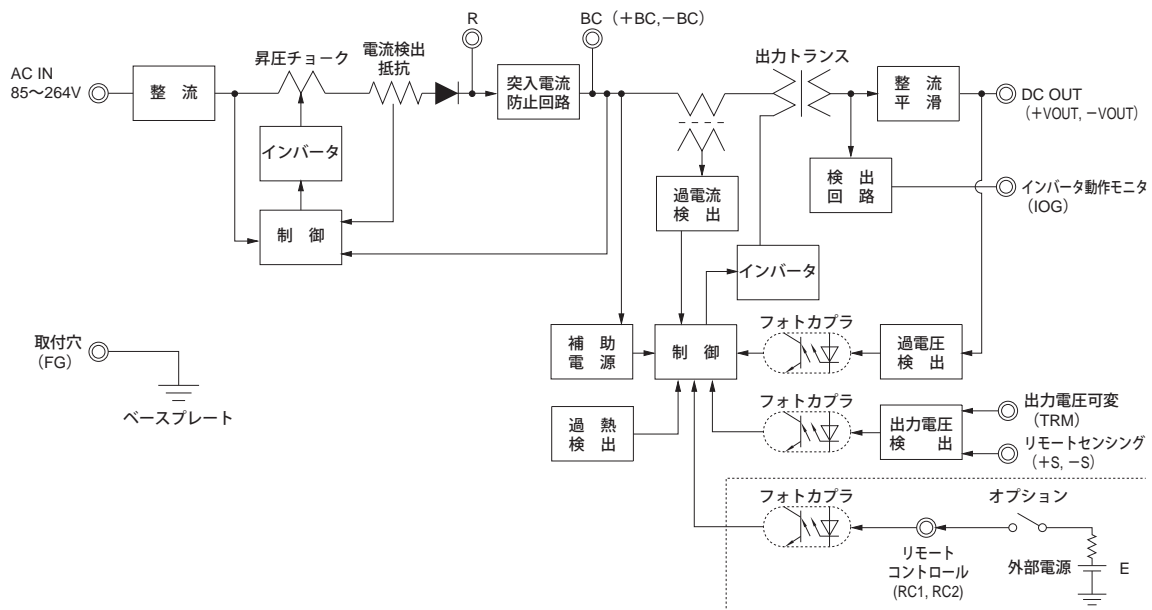 R
BC (+BC, −BC)
AC IN
85〜264V
整 流
昇圧チョーク
電流検出
抵抗
突入電流
防止回路
出力トランス
整 流
平 滑
DC OUT
(+VOUT, −VOUT)
インバータ
制 御
過電流
検 出
検 出
回 路
インバータ動作モニタ
(IOG)
インバータ
取付穴
(FG)
ベースプレート
補 助
電 源
制 御
フォトカプラ
過電圧
検 出
過 熱
検 出
フォトカプラ
出力電圧
検 出
出力電圧可変
(TRM)
リモートセンシング
(+S, −S)
フォトカプラ
オプション
リモート
コントロール
(RC1, RC2)
外部電源
E